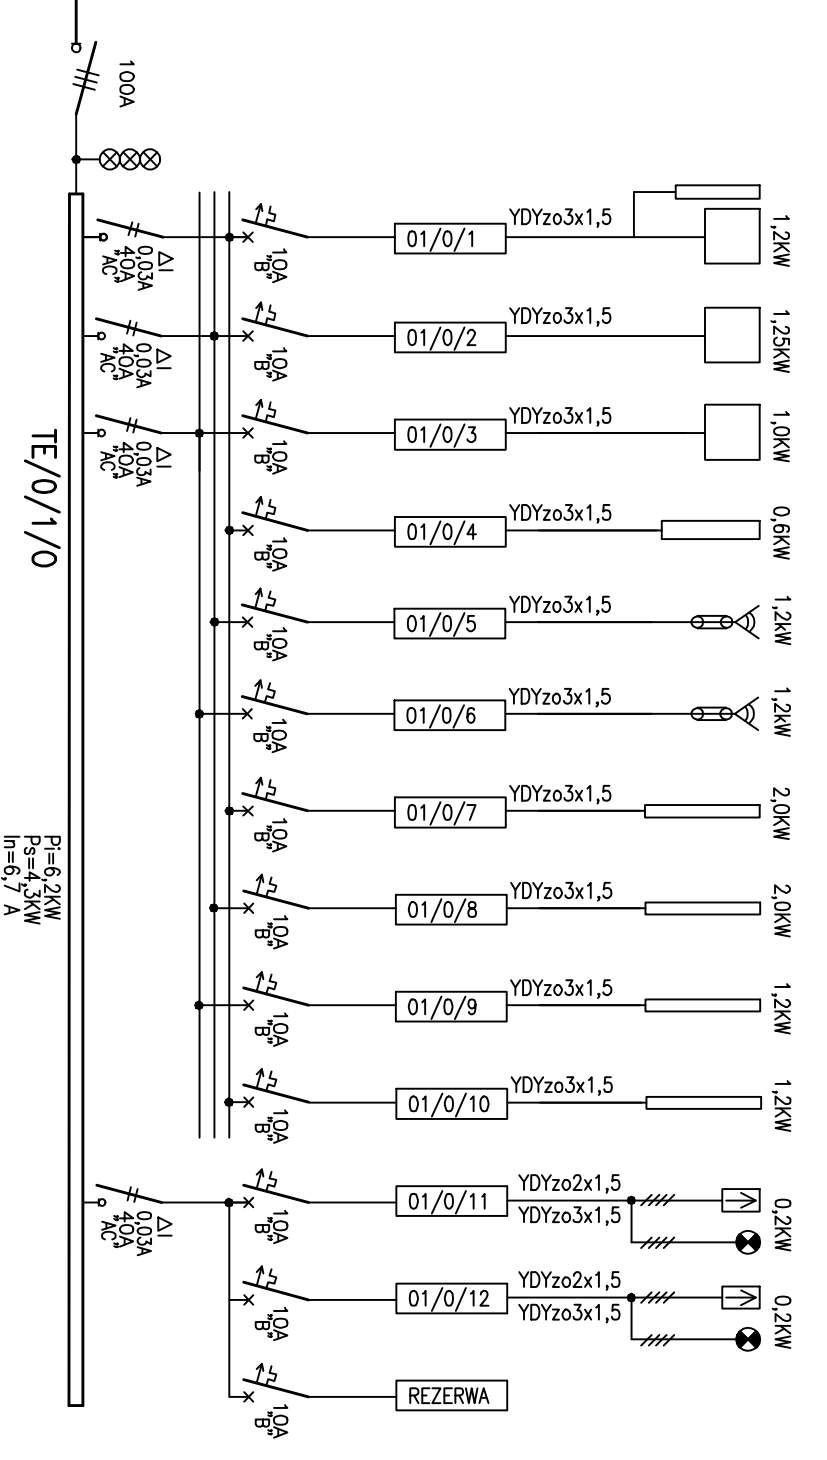 100A
ΔI
0,03A
40A
„AC”
10A
„B”
01/0/1
YDYzo3x1,5
1,2KW
ΔI
0,03A
40A
„AC”
10A
„B”
01/0/2
YDYzo3x1,5
1,25KW
ΔI
0,03A
40A
„AC”
10A
„B”
01/0/3
YDYzo3x1,5
1,0KW
10A
„B”
01/0/4
YDYzo3x1,5
0,6KW
10A
„B”
01/0/5
YDYzo3x1,5
1,2kW
10A
„B”
01/0/6
YDYzo3x1,5
1,2kW
10A
„B”
01/0/7
YDYzo3x1,5
2,0KW
10A
„B”
01/0/8
YDYzo3x1,5
2,0KW
10A
„B”
01/0/9
YDYzo3x1,5
1,2KW
10A
„B”
01/0/10
YDYzo3x1,5
1,2KW
ΔI
0,03A
40A
„AC”
10A
„B”
01/0/11
YDYzo2x1,5
YDYzo3x1,5
0,2KW
10A
„B”
01/0/12
YDYzo2x1,5
YDYzo3x1,5
0,2KW
10A
„B”
REZERWA
TE/0/1/0
Pi=6,2KW
Ps=4,3KW
In=6,7 A